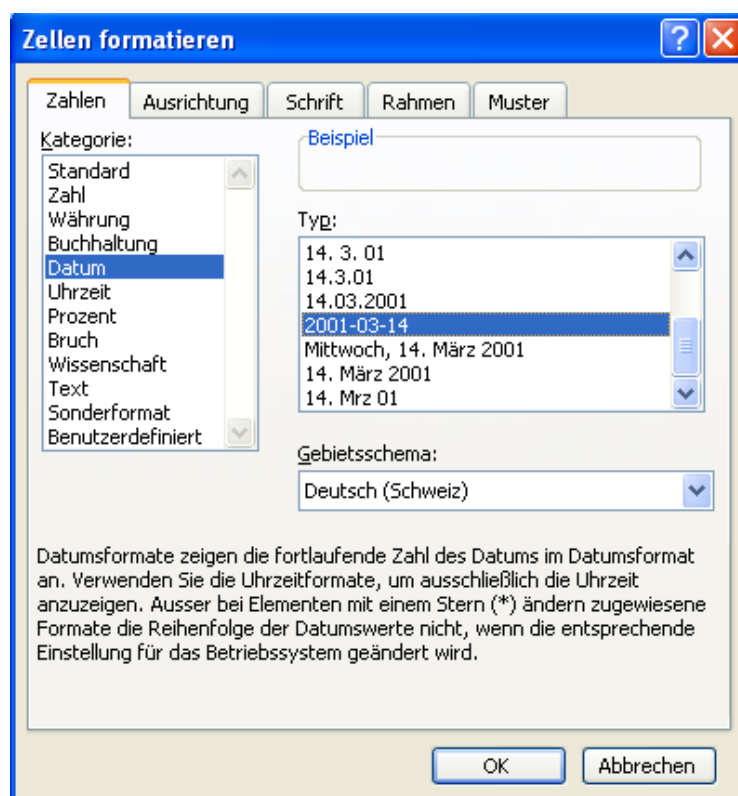 Zellen formatieren
Zahlen
Ausrichtung
Schrift
Rahmen
Muster
Kategorie:
Standard
Zahl
Währung
Buchhaltung
Datum
Uhrzeit
Prozent
Bruch
Wissenschaft
Text
Sonderformat
Benutzerdefiniert
Beispiel
Typ:
14. 3. 01
14.3.01
14.03.2001
2001-03-14
Mittwoch, 14. März 2001
14. März 2001
14. Mrz 01
Gebietsschema:
Deutsch (Schweiz)
Datumsformate zeigen die fortlaufende Zahl des Datums im Datumsformat
an. Verwenden Sie die Uhrzeitformate, um ausschließlich die Uhrzeit
anzuzeigen. Ausser bei Elementen mit einem Stern (*) ändern zugewiesene
Formate die Reihenfolge der Datumswerte nicht, wenn die entsprechende
Einstellung für das Betriebssystem geändert wird.
OK
Abbrechen